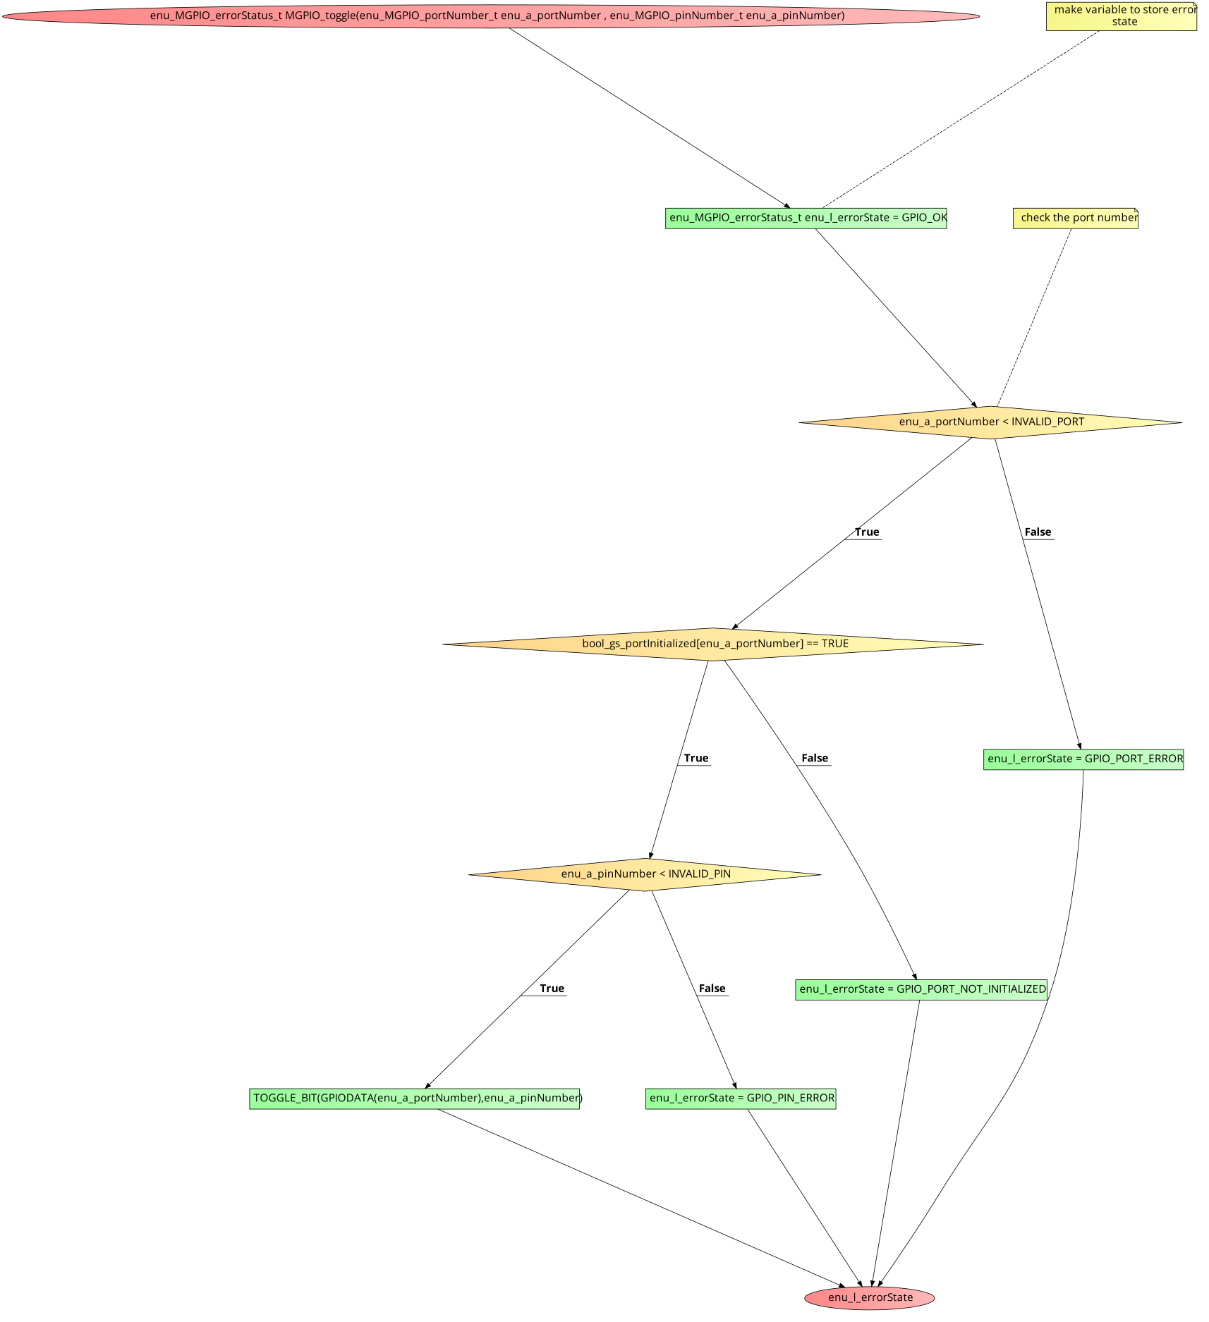 enu_MGPIO_errorStatus_t MGPIO_toggle(enu_MGPIO_portNumber_t enu_a_portNumber , enu_MGPIO_pinNumber_t enu_a_pinNumber)
make variable to store error
state
enu_MGPIO_errorStatus_t enu_l_errorState = GPIO_OK
check the port number
enu_a_portNumber < INVALID_PORT
True
False
bool_gs_portInitialized[enu_a_portNumber] == TRUE
True
False
enu_l_errorState = GPIO_PORT_ERROR
enu_a_pinNumber < INVALID_PIN
True
False
enu_l_errorState = GPIO_PORT_NOT_INITIALIZED
TOGGLE_BIT(GPIODATA(enu_a_portNumber),enu_a_pinNumber)
enu_l_errorState = GPIO_PIN_ERROR
enu_l_errorState